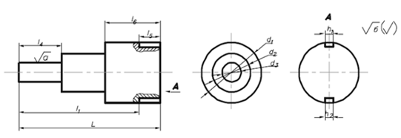 l₆
l₅
l₄
√a
A
l₁
L
d₁
d₂
d₃
A
h₁
h₂
√б(√)